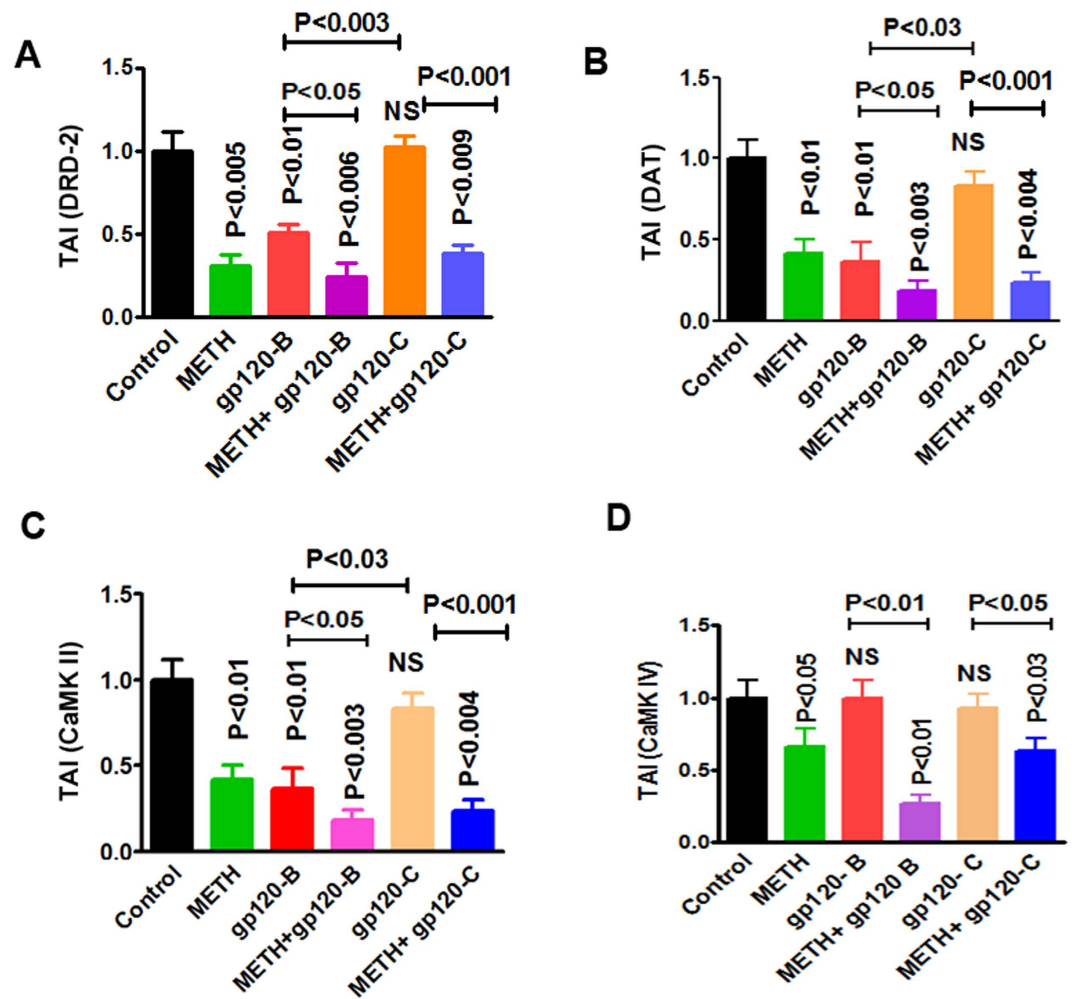 A
P<0.003
P<0.001
P<0.05
NS
1.5
1.0
0.5
0.0
TAI (DRD-2)
P<0.005
P<0.01
P<0.006
P<0.009
Control
METH
gp120-B
METH+ gp120-B
gp120-C
METH+gp120-C
B
P<0.03
P<0.001
P<0.05
NS
1.5
1.0
0.5
0.0
TAI (DAT)
P<0.01
P<0.01
P<0.003
P<0.004
Control
METH
gp120-B
METH+gp120-B
gp120-C
METH+ gp120-C
C
P<0.03
P<0.001
P<0.05
NS
1.5
1.0
0.5
0.0
TAI (CaMK II)
P<0.01
P<0.01
P<0.003
P<0.004
Control
METH
gp120-B
METH+gp120-B
gp120-C
METH+ gp120-C
D
P<0.01
P<0.05
NS
NS
1.5
1.0
0.5
0.0
TAI (CaMK IV)
P<0.05
P<0.01
P<0.03
Control
METH
gp120- B
METH+ gp120 B
gp120- C
METH+ gp120-C